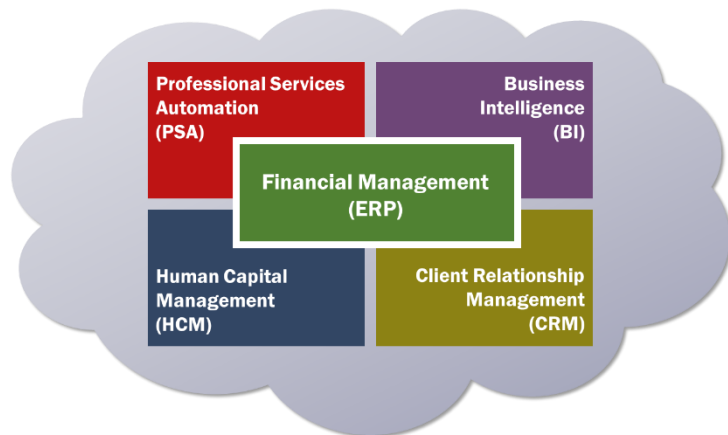 Professional Services
Automation
(PSA)
Business
Intelligence
(BI)
Financial Management
(ERP)
Human Capital
Management
(HCM)
Client Relationship
Management
(CRM)